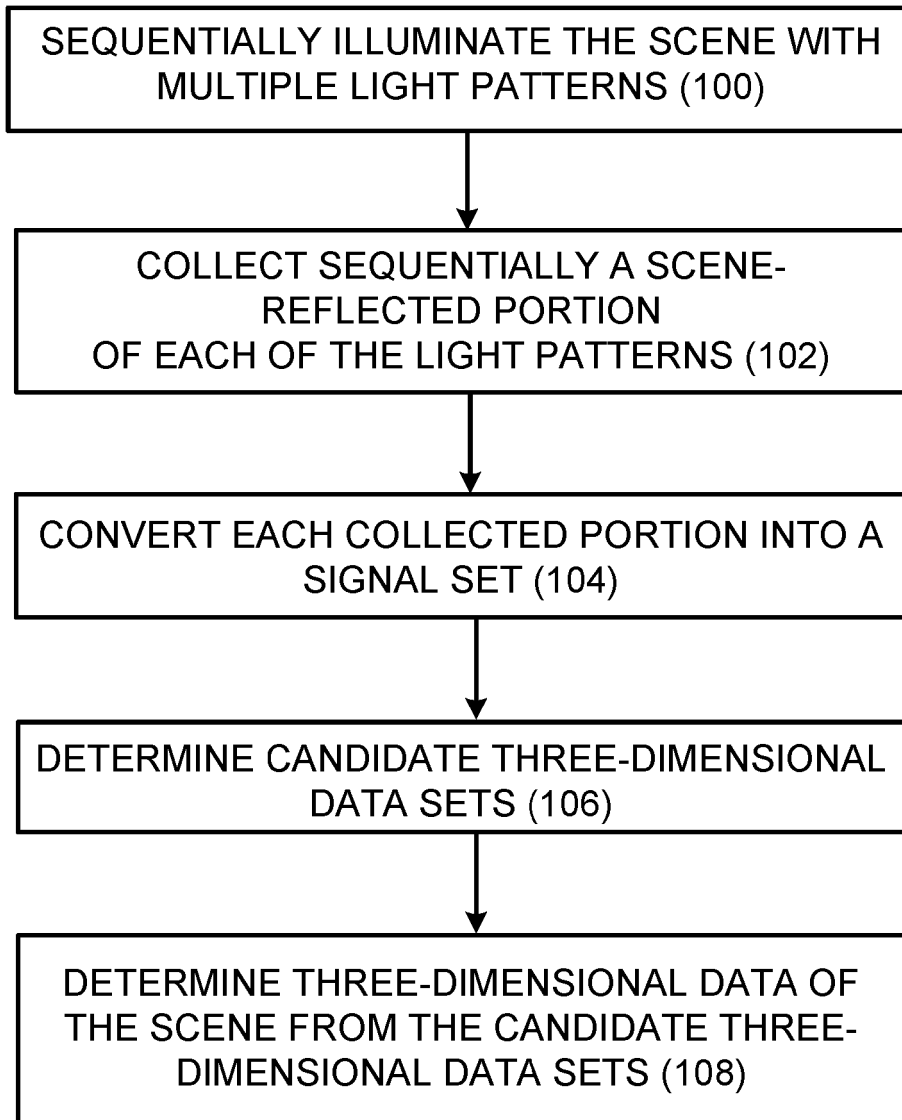 SEQUENTIALLY ILLUMINATE THE SCENE WITH
MULTIPLE LIGHT PATTERNS (100)
COLLECT SEQUENTIALLY A SCENE-
REFLECTED PORTION
OF EACH OF THE LIGHT PATTERNS (102)
CONVERT EACH COLLECTED PORTION INTO A
SIGNAL SET (104)
DETERMINE CANDIDATE THREE-DIMENSIONAL
DATA SETS (106)
DETERMINE THREE-DIMENSIONAL DATA OF
THE SCENE FROM THE CANDIDATE THREE-
DIMENSIONAL DATA SETS (108)